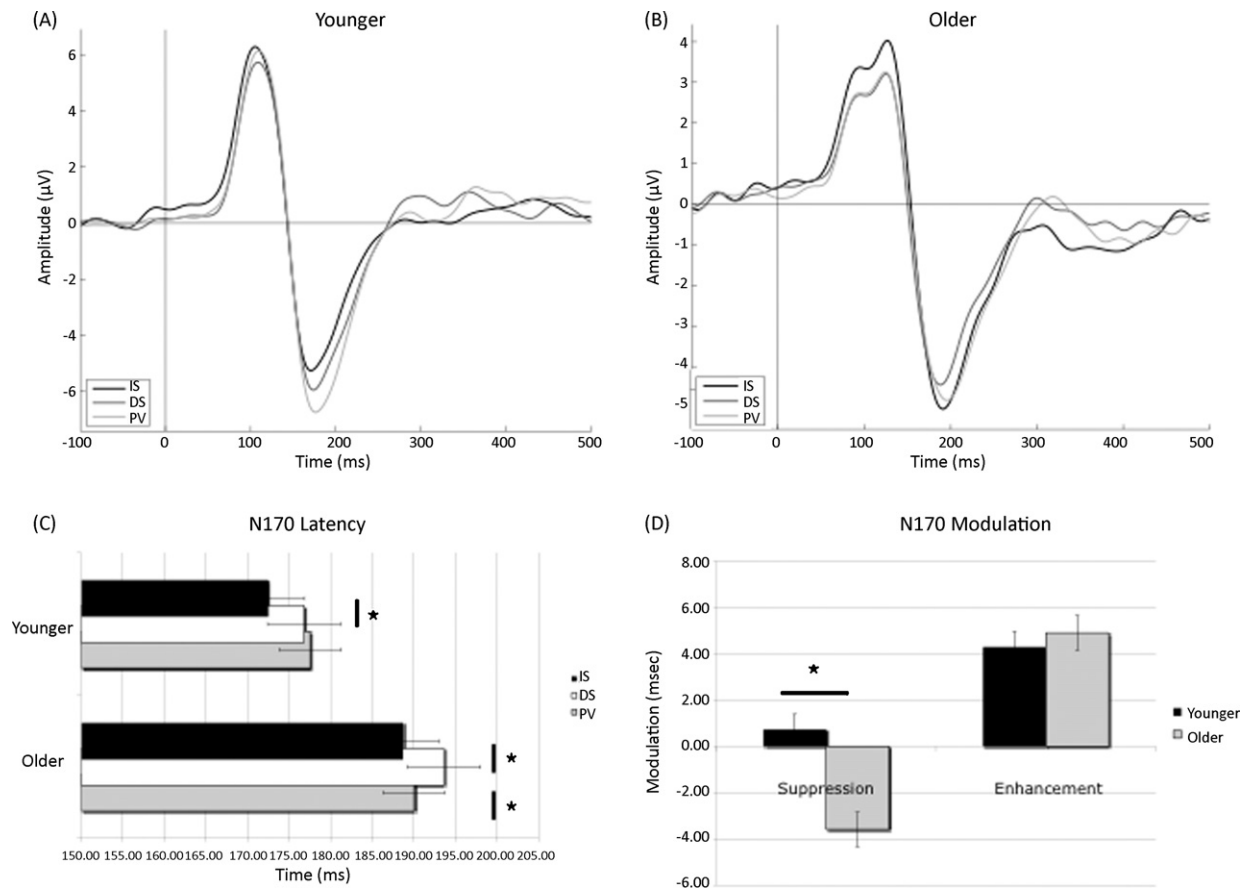 (A) Younger
6
4
2
0
-2
-4
-6
Amplitude (µV)
IS
DS
PV
-100 0 100 200 300 400 500
Time (ms)
(B) Older
4
3
2
1
0
-1
-2
-3
-4
-5
Amplitude (µV)
IS
DS
PV
-100 0 100 200 300 400 500
Time (ms)
(C) N170 Latency
Younger
★
Older
★
★
IS
DS
PV
150.00 155.00 160.00 165.00 170.00 175.00 180.00 185.00 190.00 195.00 200.00 205.00
Time (ms)
(D) N170 Modulation
8.00
6.00
4.00
2.00
0.00
-2.00
-4.00
-6.00
Modulation (msec)
★
Suppression Enhancement
Younger
Older